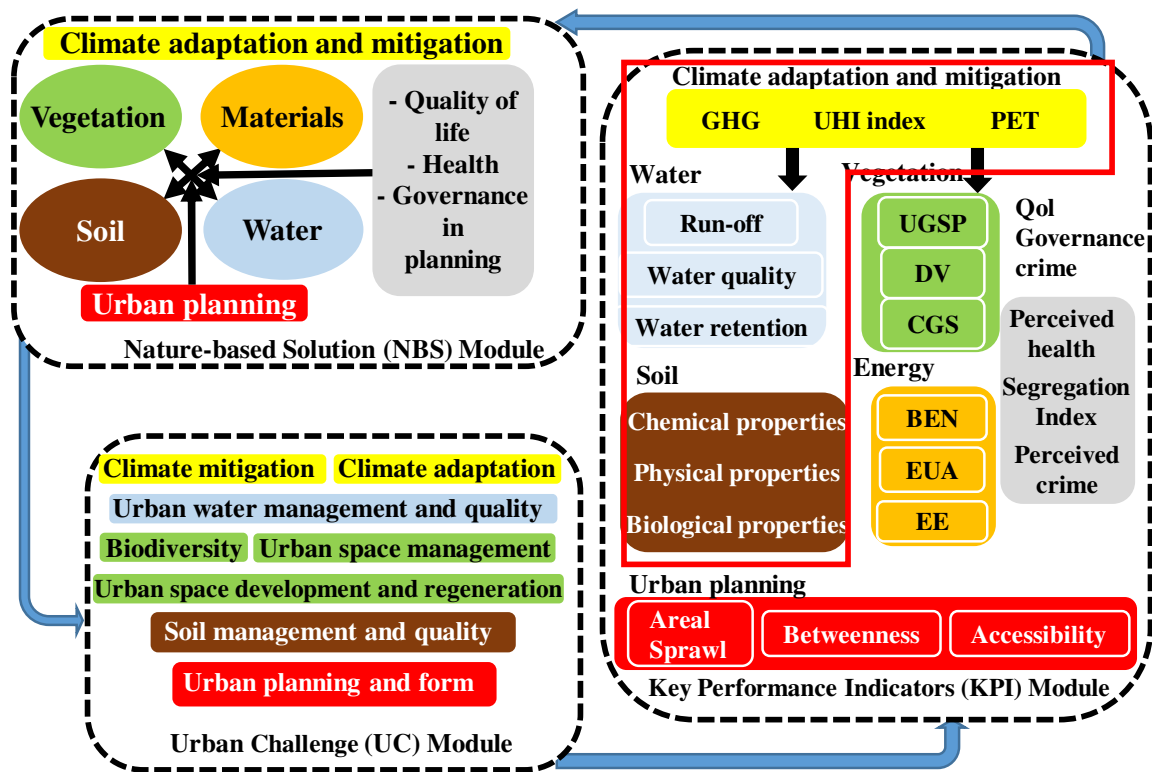 Climate adaptation and mitigation
Vegetation
Materials
Soil
Water
- Quality of
life
- Health
- Governance
in
planning
Urban planning
Nature-based Solution (NBS) Module
Climate mitigation
Climate adaptation
Urban water management and quality
Biodiversity
Urban space management
Urban space development and regeneration
Soil management and quality
Urban planning and form
Urban Challenge (UC) Module
Climate adaptation and mitigation
GHG
UHI index
PET
Water
Run-off
Water quality
Water retention
Soil
Chemical properties
Physical properties
Biological properties
Vegetation
UGSP
DV
CGS
Energy
BEN
EUA
EE
Qol
Governance
crime
Perceived
health
Segregation
Index
Perceived
crime
Urban planning
Areal
Sprawl
Betweenness
Accessibility
Key Performance Indicators (KPI) Module